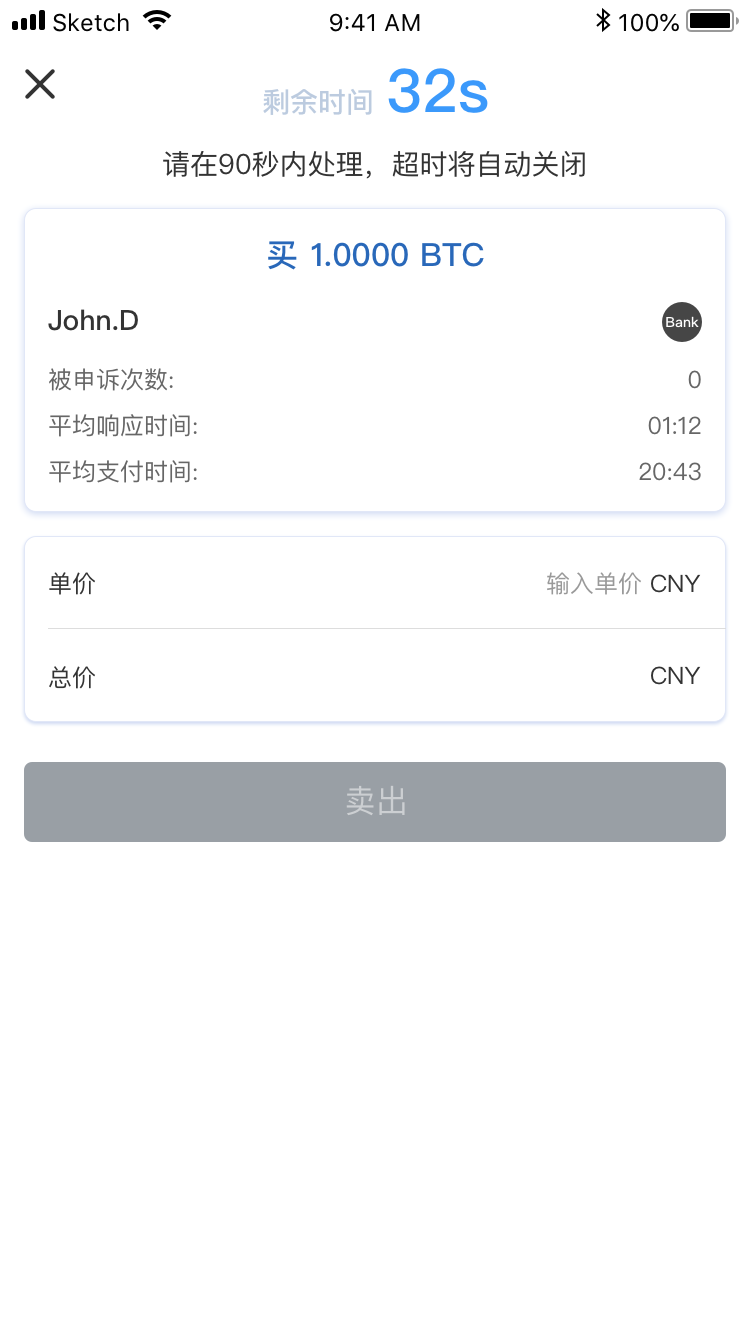 Sketch 9:41 AM 100%
剩余时间 32s
请在90秒内处理，超时将自动关闭
买 1.0000 BTC
John.D Bank
被申诉次数: 0
平均响应时间: 01:12
平均支付时间: 20:43
单价 输入单价 CNY
总价 CNY
卖出